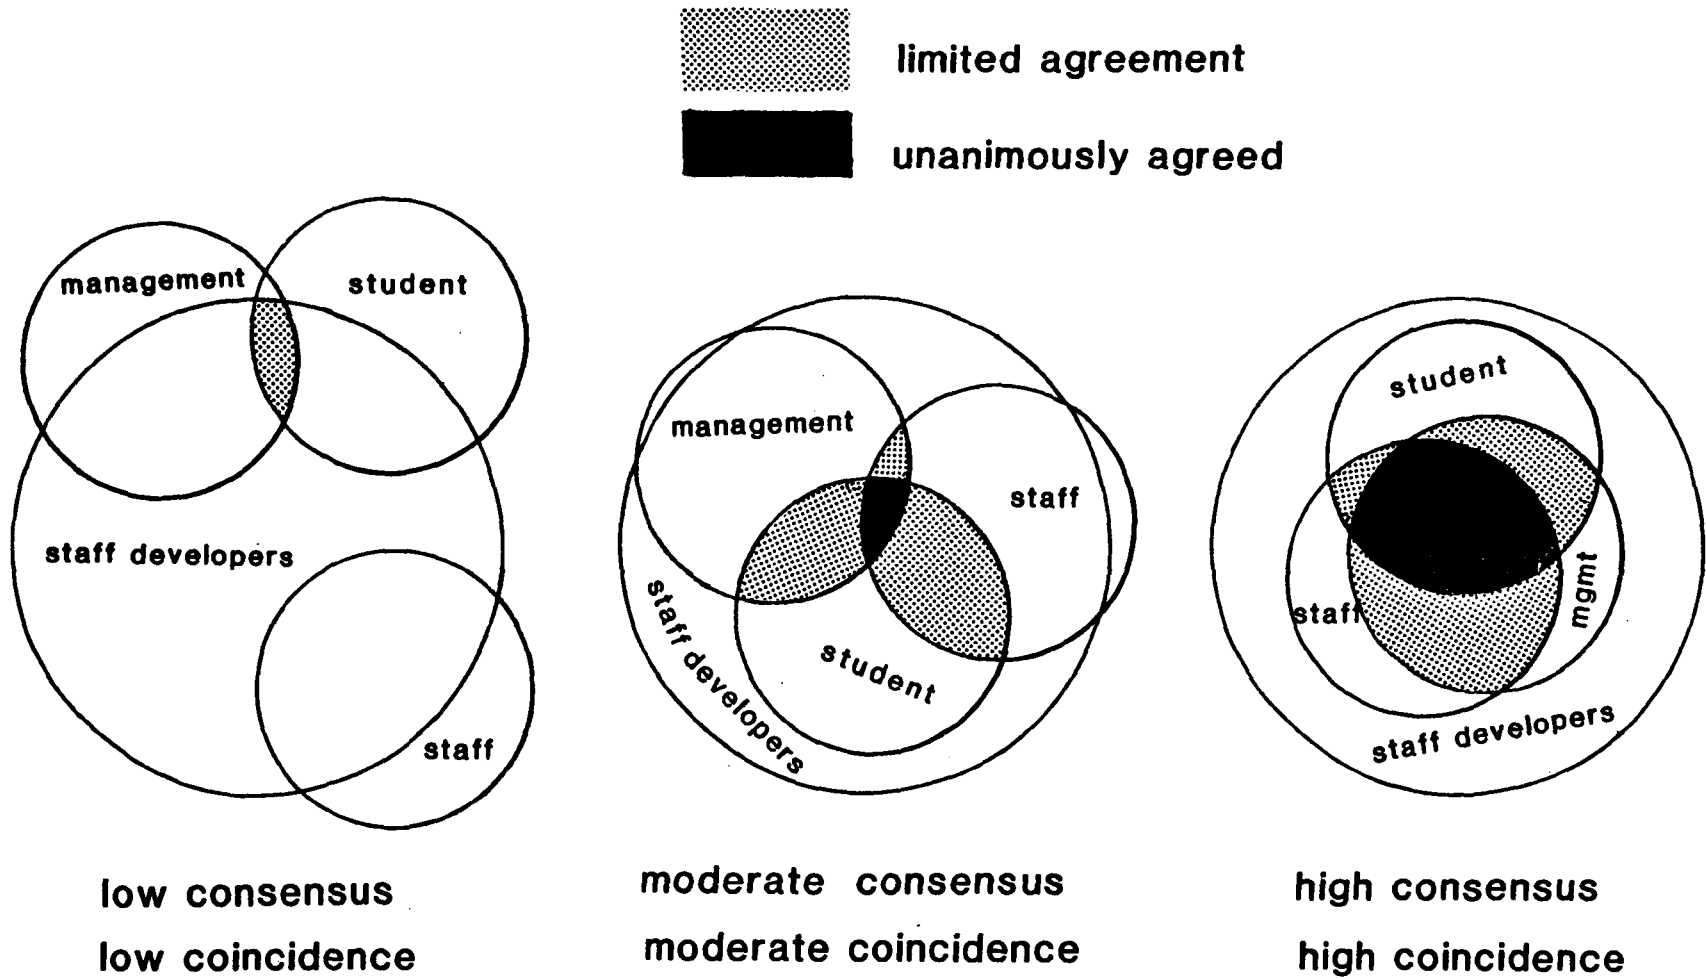 limited agreement
unanimously agreed
management
student
staff developers
staff
low consensus
low coincidence
management
staff
student
staff developers
moderate consensus
moderate coincidence
student
staff
mgmt
staff developers
high consensus
high coincidence